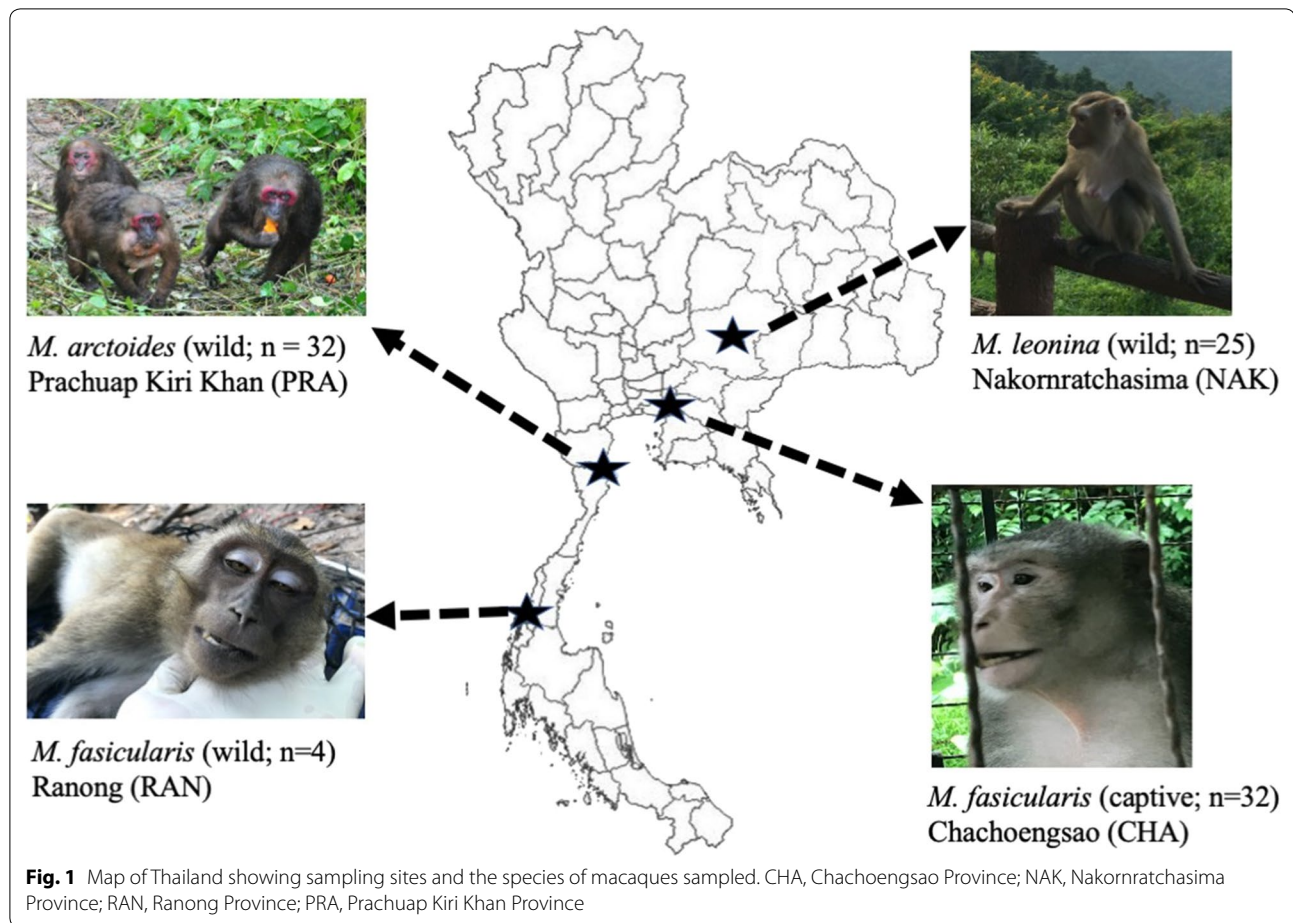 M. arctoides (wild; n = 32)
Prachuap Kiri Khan (PRA)
M. leonina (wild; n=25)
Nakornratchasima (NAK)
M. fasicularis (wild; n=4)
Ranong (RAN)
M. fasicularis (captive; n=32)
Chachoengsao (CHA)
Fig. 1 Map of Thailand showing sampling sites and the species of macaques sampled. CHA, Chachoengsao Province; NAK, Nakornratchasima
Province; RAN, Ranong Province; PRA, Prachuap Kiri Khan Province